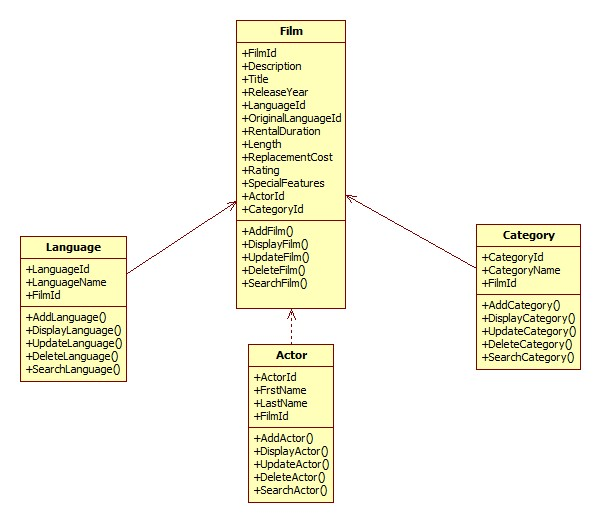 Film
+FilmId
+Description
+Title
+ReleaseYear
+LanguageId
+OriginalLanguageId
+RentalDuration
+Length
+ReplacementCost
+Rating
+SpecialFeatures
+ActorId
+CategoryId
+AddFilm()
+DisplayFilm()
+UpdateFilm()
+DeleteFilm()
+SearchFilm()
Language
+LanguageId
+LanguageName
+FilmId
+AddLanguage()
+DisplayLanguage()
+UpdateLanguage()
+DeleteLanguage()
+SearchLanguage()
Category
+CategoryId
+CategoryName
+FilmId
+AddCategory()
+DisplayCategory()
+UpdateCategory()
+DeleteCategory()
+SearchCategory()
Actor
+ActorId
+FrstName
+LastName
+FilmId
+AddActor()
+DisplayActor()
+UpdateActor()
+DeleteActor()
+SearchActor()